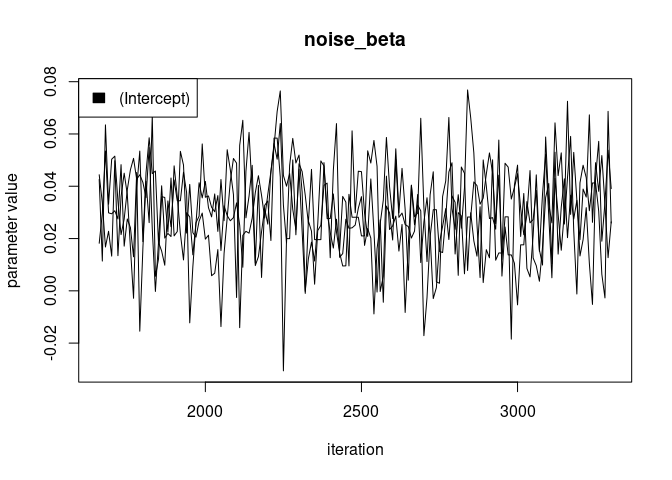 noise_beta
(Intercept)
parameter value
0.08
0.06
0.04
0.02
0.00
-0.02
2000 2500 3000
iteration